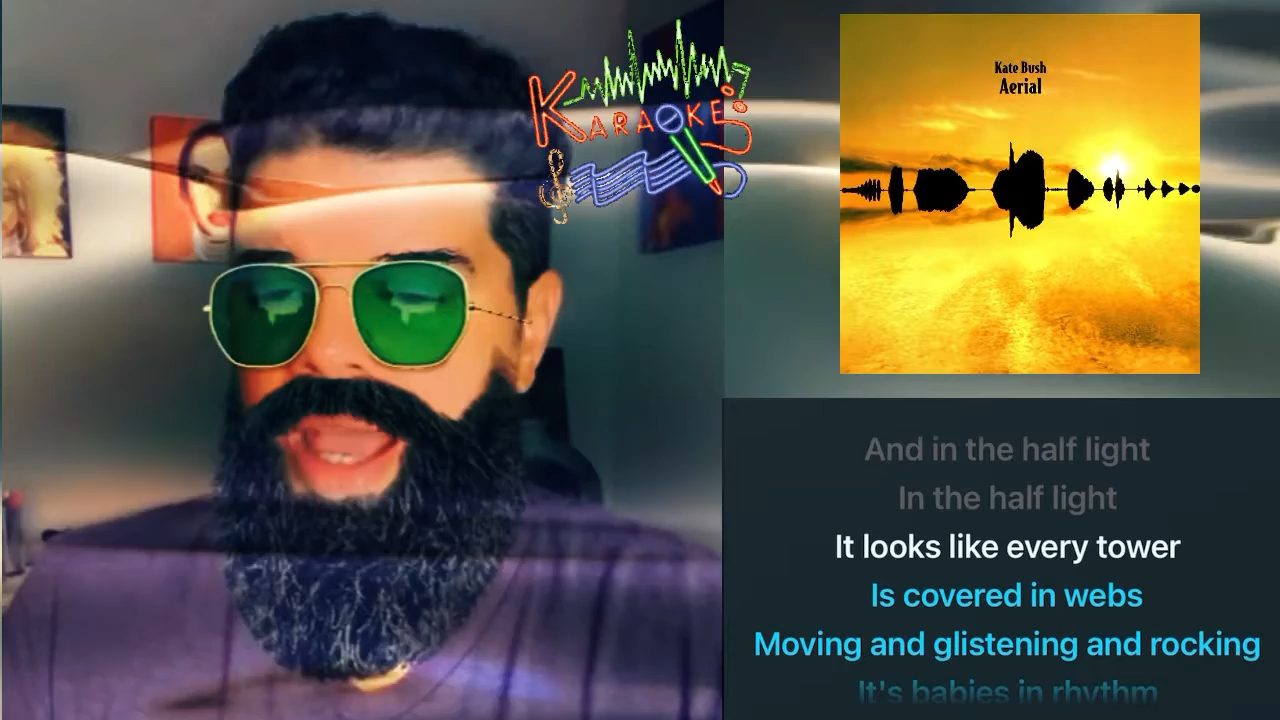 KARAOKE
Kate Bush
Aerial
And in the half light
In the half light
It looks like every tower
Is covered in webs
Moving and glistening and rocking
It's babies in rhythm